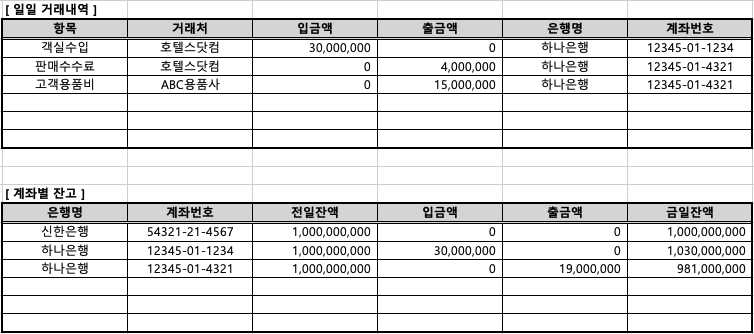 [ 일일 거래내역 ]
항목 거래처 입금액 출금액 은행명 계좌번호
객실수입 호텔스닷컴 30,000,000 0 하나은행 12345-01-1234
판매수수료 호텔스닷컴 0 4,000,000 하나은행 12345-01-4321
고객용품비 ABC용품사 0 15,000,000 하나은행 12345-01-4321
[ 계좌별 잔고 ]
은행명 계좌번호 전일잔액 입금액 출금액 금일잔액
신한은행 54321-21-4567 1,000,000,000 0 0 1,000,000,000
하나은행 12345-01-1234 1,000,000,000 30,000,000 0 1,030,000,000
하나은행 12345-01-4321 1,000,000,000 0 19,000,000 981,000,000